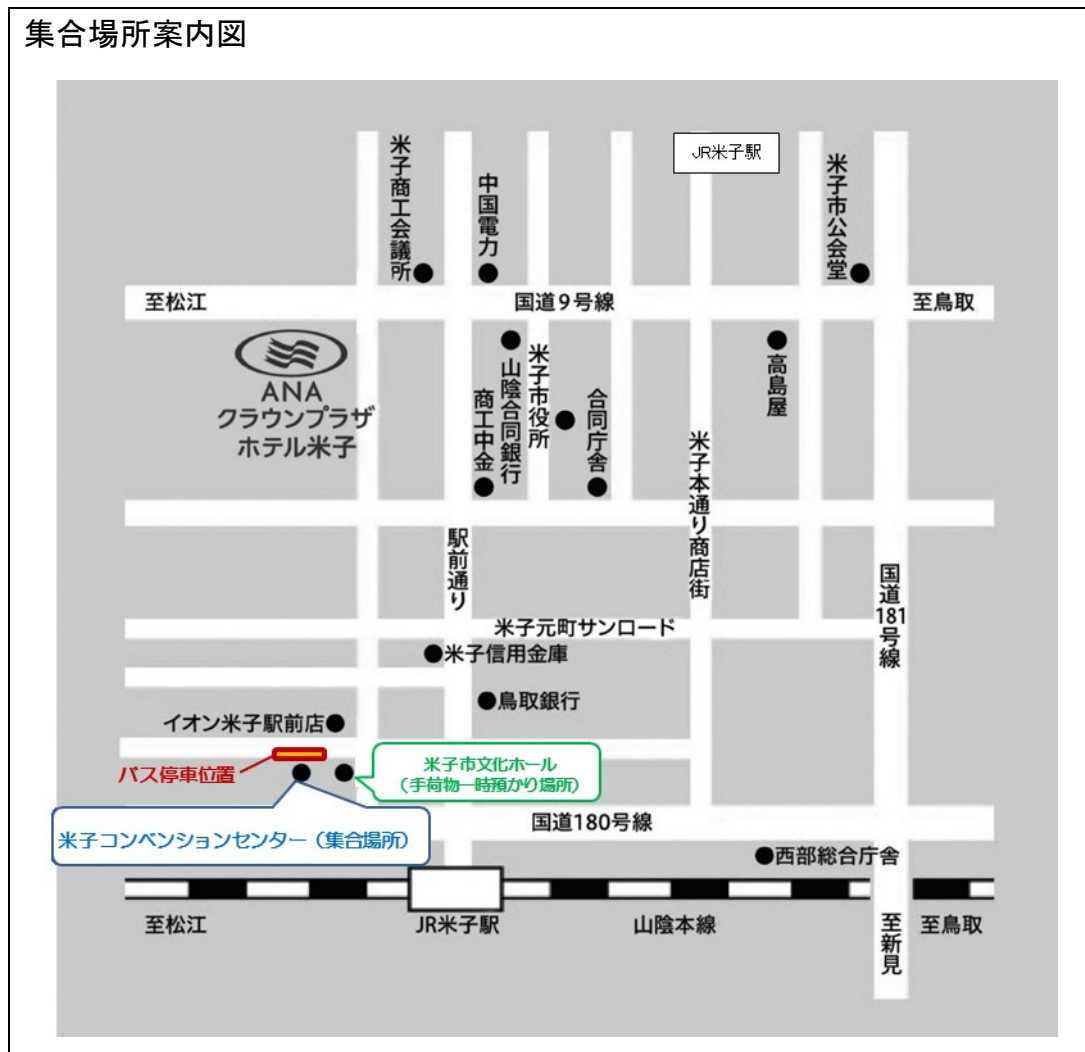 集合場所案内図
JR米子駅
米子商工会議所
中国電力
米子市公会堂
至松江
国道9号線
至鳥取
ANA
クラウンプラザ
ホテル米子
山陰合同銀行
商工中金
米子市役所
合同庁舎
高島屋
米子本通り商店街
駅前通り
国道181号線
米子元町サンロード
米子信用金庫
鳥取銀行
イオン米子駅前店
バス停車位置
米子市文化ホール
（手荷物一時預かり場所）
米子コンベンションセンター（集合場所）
国道180号線
西部総合庁舎
至松江
JR米子駅
山陰本線
至新見
至鳥取